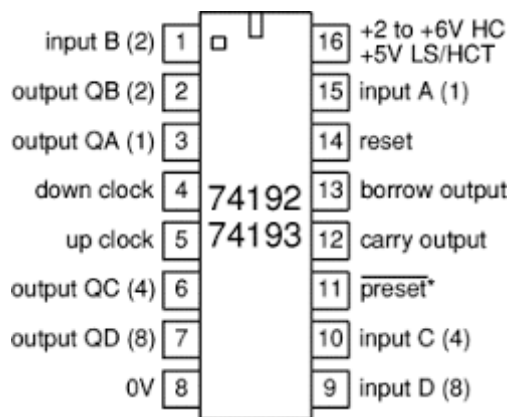 input B (2) 1 16 +2 to +6V HC
+5V LS/HCT
output QB (2) 2 15 input A (1)
output QA (1) 3 14 reset
down clock 4 13 borrow output
74192
up clock 5 12 carry output
74193
output QC (4) 6 11 preset*
output QD (8) 7 10 input C (4)
0V 8 9 input D (8)